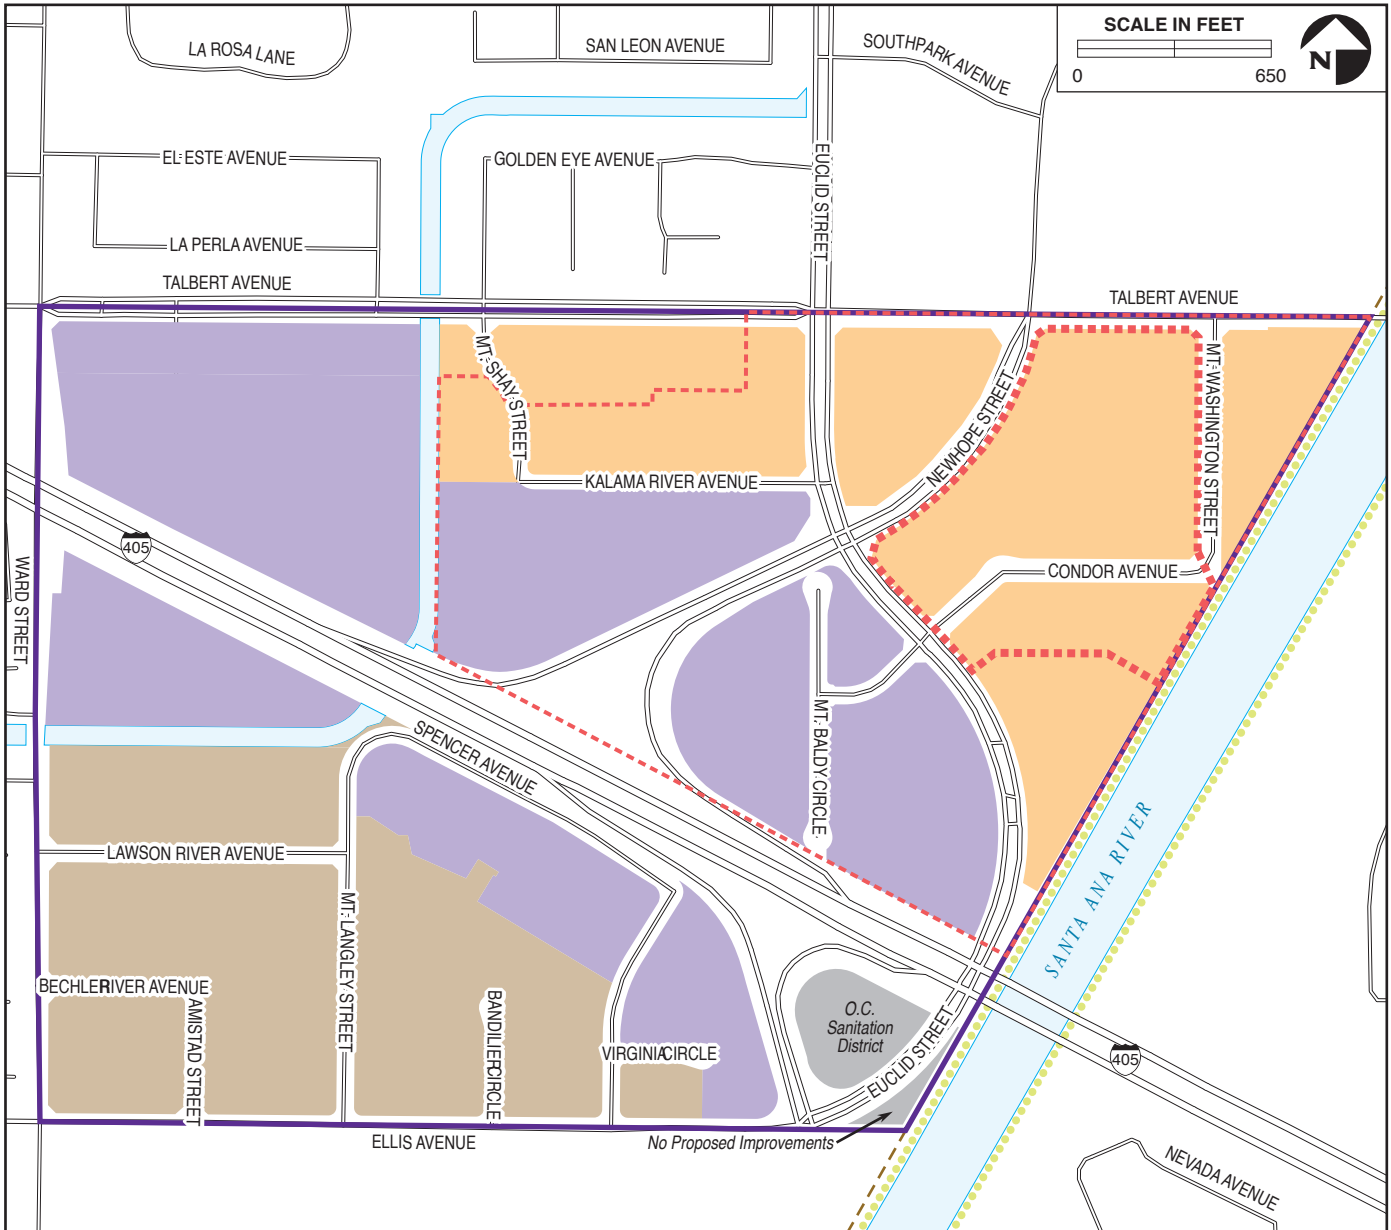 SCALE IN FEET
0 650
N
LA ROSA LANE
SAN LEON AVENUE
SOUTHPARK AVENUE
EL ESTE AVENUE
GOLDEN EYE AVENUE
EUCLID STREET
LA PERLA AVENUE
TALBERT AVENUE
TALBERT AVENUE
MT. SHAY STREET
NEWHOPE STREET
MT. WASHINGTON STREET
KALAMA RIVER AVENUE
405
WARD STREET
CONDOR AVENUE
MT. BALDY CIRCLE
SPENCER AVENUE
SANTA ANA RIVER
LAWSON RIVER AVENUE
MT. LANGLEY STREET
BECHLER RIVER AVENUE
AMISTAD STREET
BANDILIER CIRCLE
VIRGINIA CIRCLE
O.C.
Sanitation
District
EUCLID STREET
405
ELLIS AVENUE
No Proposed Improvements
NEVADA AVENUE